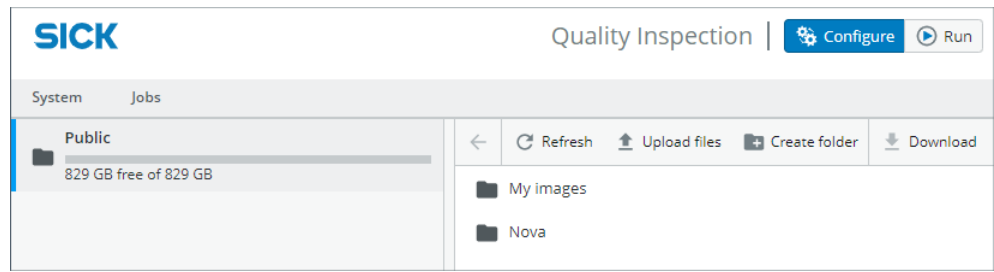 SICK
Quality Inspection | Configure Run
System Jobs
Public
829 GB free of 829 GB
Refresh Upload files Create folder Download
My images
Nova